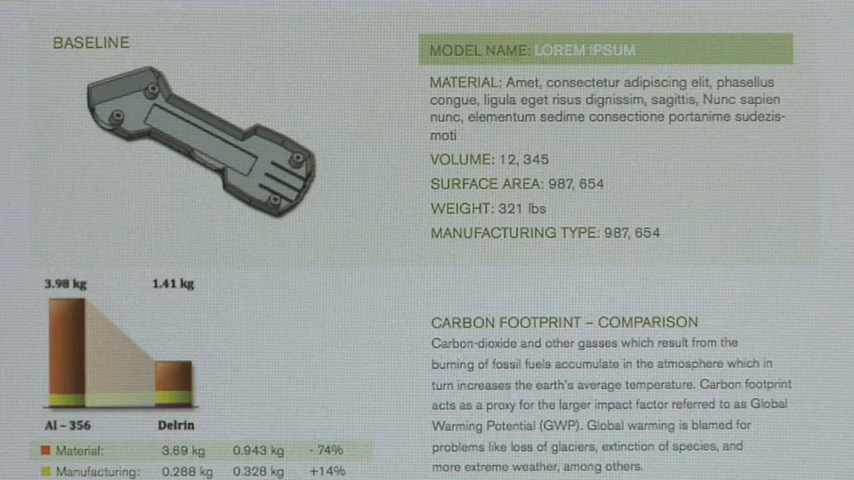 BASELINE
MODEL NAME: LOREM IPSUM
MATERIAL: Amet, consectetur adipiscing elit, phasellus
congue, ligula eget risus dignissim, sagittis, Nunc sapien
nunc, elementum sedime consectione portanime sudezis-
moti
VOLUME: 12, 345
SURFACE AREA: 987, 654
WEIGHT: 321 lbs
MANUFACTURING TYPE: 987, 654
3.98 kg 1.41 kg
Al - 356 Delrin
Material: 3.69 kg 0.943 kg - 74%
Manufacturing: 0.288 kg 0.328 kg +14%
CARBON FOOTPRINT – COMPARISON
Carbon-dioxide and other gasses which result from the
burning of fossil fuels accumulate in the atmosphere which in
turn increases the earth's average temperature. Carbon footprint
acts as a proxy for the larger impact factor referred to as Global
Warming Potential (GWP). Global warming is blamed for
problems like loss of glaciers, extinction of species, and
more extreme weather, among others.